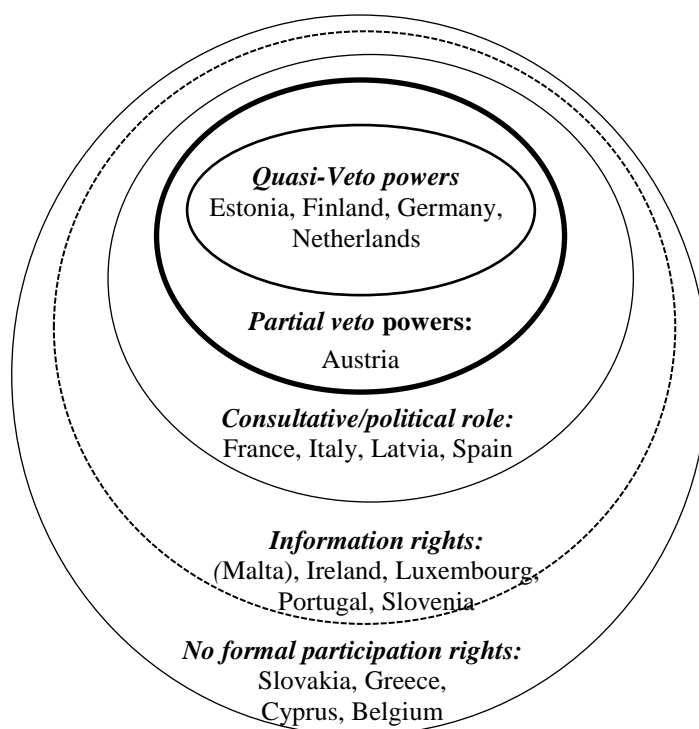 Quasi-Veto powers
Estonia, Finland, Germany,
Netherlands
Partial veto powers:
Austria
Consultative/political role:
France, Italy, Latvia, Spain
Information rights:
(Malta), Ireland, Luxembourg,
Portugal, Slovenia
No formal participation rights:
Slovakia, Greece,
Cyprus, Belgium